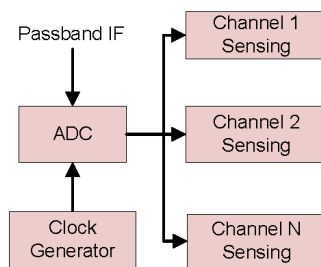 Passband IF
ADC
Clock
Generator
Channel 1
Sensing
Channel 2
Sensing
Channel N
Sensing